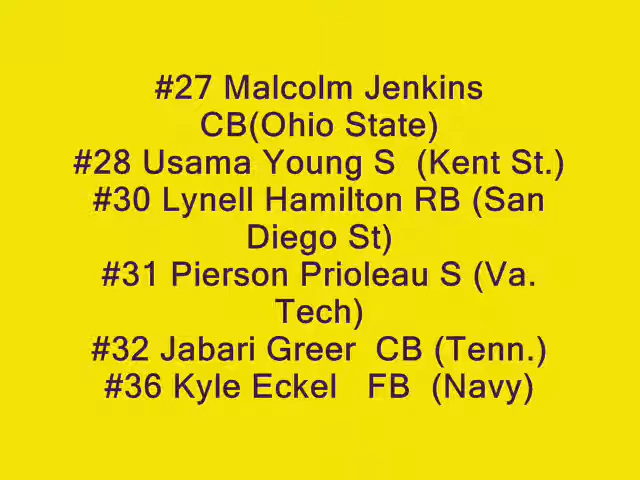 #27 Malcolm Jenkins
CB(Ohio State)
#28 Usama Young S  (Kent St.)
#30 Lynell Hamilton RB (San
Diego St)
#31 Pierson Prioleau S (Va.
Tech)
#32 Jabari Greer  CB (Tenn.)
#36 Kyle Eckel   FB  (Navy)